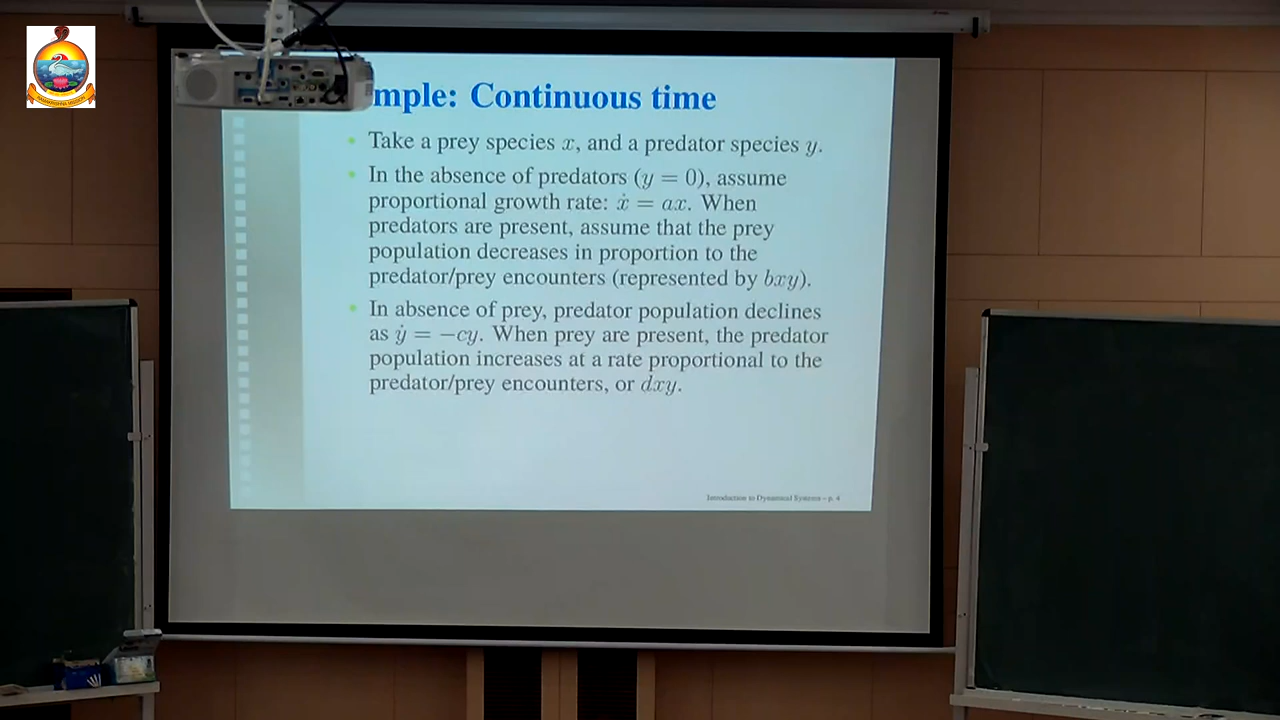 mple: Continuous time
• Take a prey species x, and a predator species y.
• In the absence of predators (y = 0), assume
proportional growth rate: ẋ = ax. When
predators are present, assume that the prey
population decreases in proportion to the
predator/prey encounters (represented by bxy).
• In absence of prey, predator population declines
as ẏ = −cy. When prey are present, the predator
population increases at a rate proportional to the
predator/prey encounters, or dxy.
Introduction to Dynamical Systems – p. 4